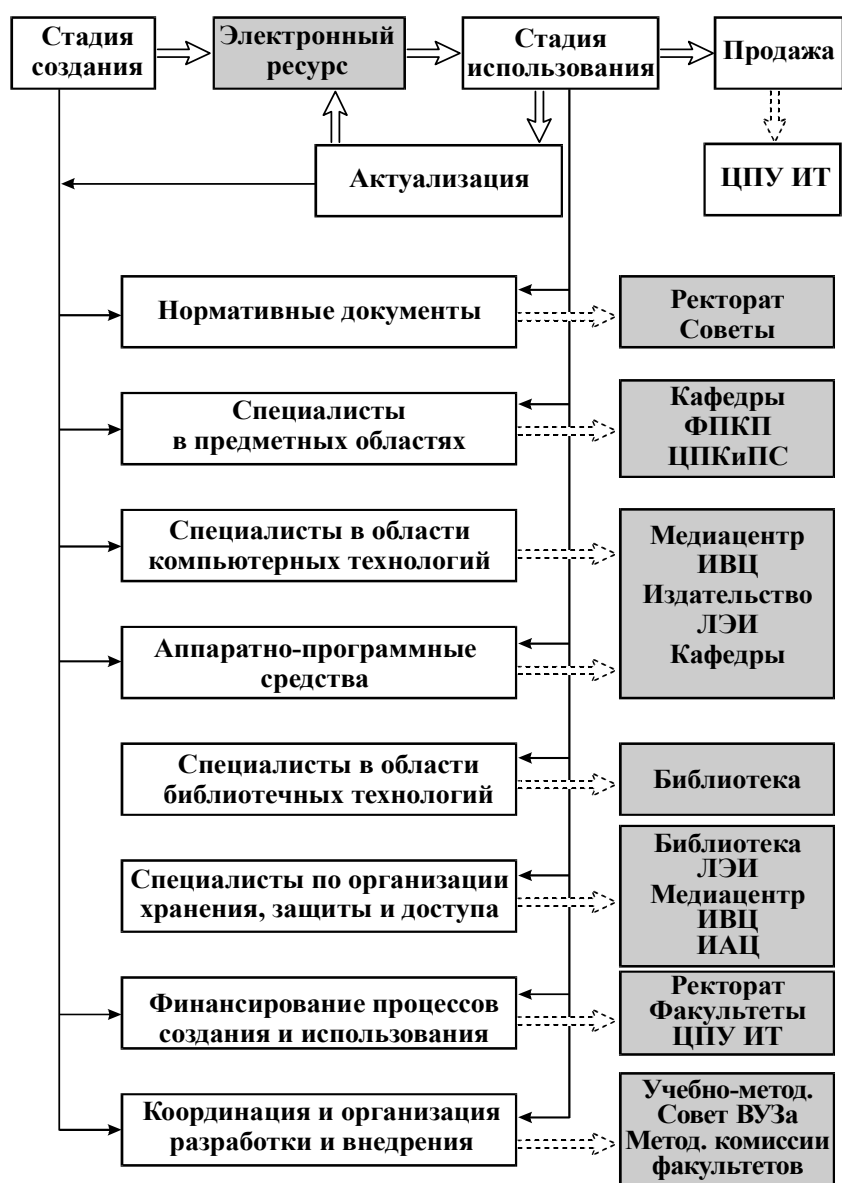 Стадия
создания
Электронный
ресурс
Стадия
использования
Продажа
Актуализация
ЦПУ ИТ
Нормативные документы
Ректорат
Советы
Специалисты
в предметных областях
Кафедры
ФПКП
ЦПКиПС
Специалисты в области
компьютерных технологий
Медиацентр
ИВЦ
Издательство
ЛЭИ
Кафедры
Аппаратно-программные
средства
Специалисты в области
библиотечных технологий
Библиотека
Специалисты по организации
хранения, защиты и доступа
Библиотека
ЛЭИ
Медиацентр
ИВЦ
ИАЦ
Финансирование процессов
создания и использования
Ректорат
Факультеты
ЦПУ ИТ
Координация и организация
разработки и внедрения
Учебно-метод.
Совет ВУЗа
Метод. комиссии
факультетов